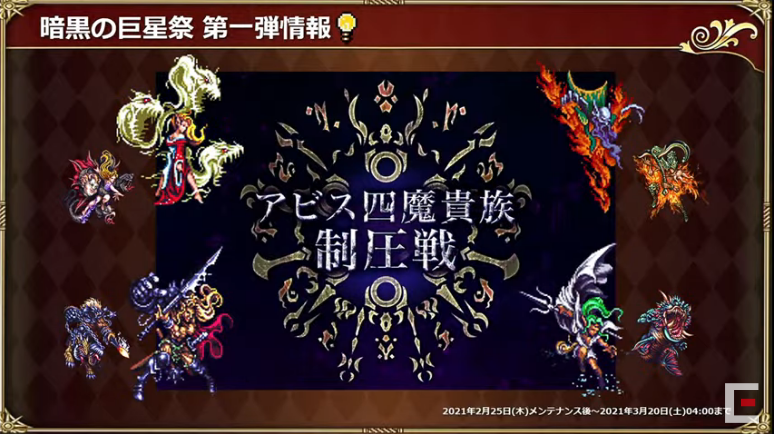 暗黒の巨星祭 第一弾情報
アビス四魔貴族
制圧戦
2021年2月25日(木)メンテナンス後～2021年3月20日(土)04:00まで